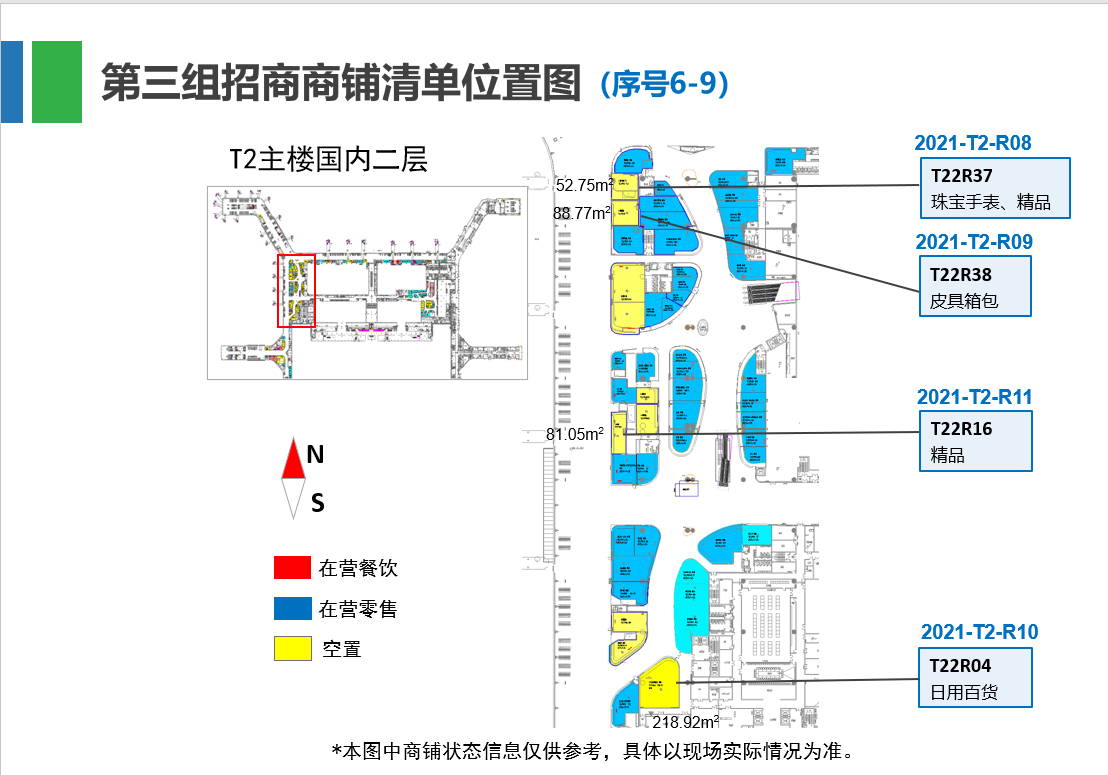 第三组招商商铺清单位置图（序号6-9）
T2主楼国内二层
52.75m²
88.77m²
81.05m²
218.92m²
2021-T2-R08
T22R37
珠宝手表、精品
2021-T2-R09
T22R38
皮具箱包
2021-T2-R11
T22R16
精品
2021-T2-R10
T22R04
日用百货
N
S
在营餐饮
在营零售
空置
*本图中商铺状态信息仅供参考，具体以现场实际情况为准。